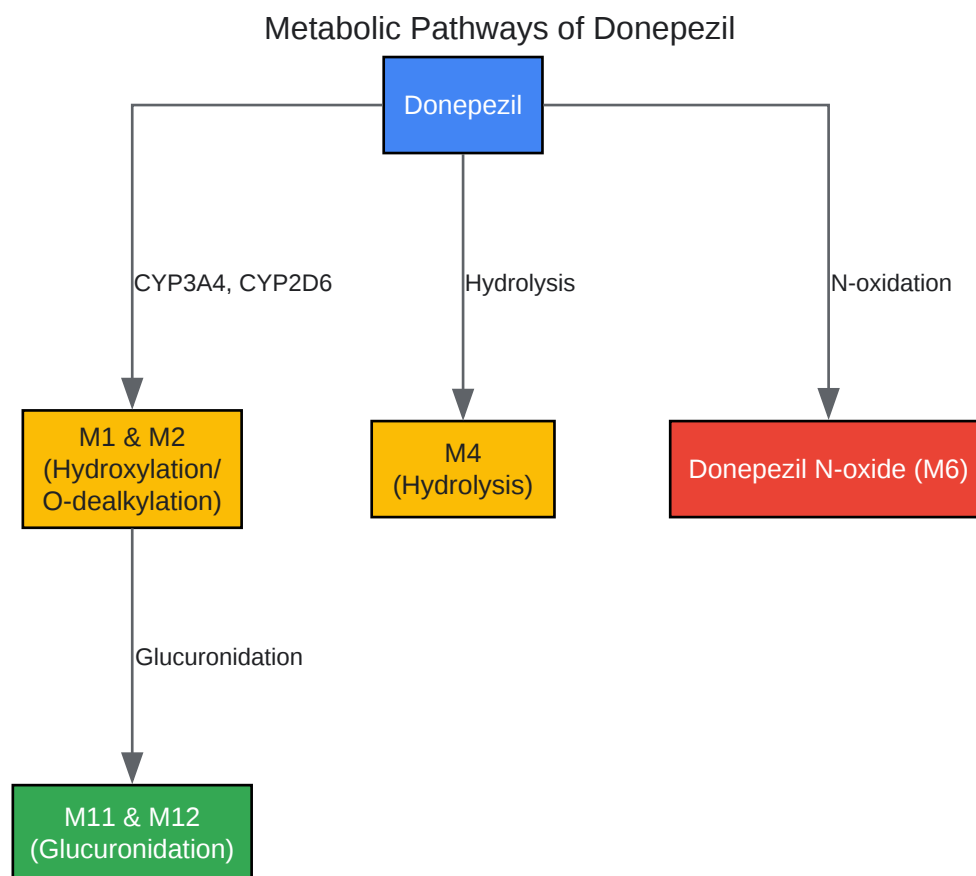 Metabolic Pathways of Donepezil
Donepezil
CYP3A4, CYP2D6
Hydrolysis
N-oxidation
M1 & M2
(Hydroxylation/
O-dealkylation)
M4
(Hydrolysis)
Donepezil N-oxide (M6)
Glucuronidation
M11 & M12
(Glucuronidation)